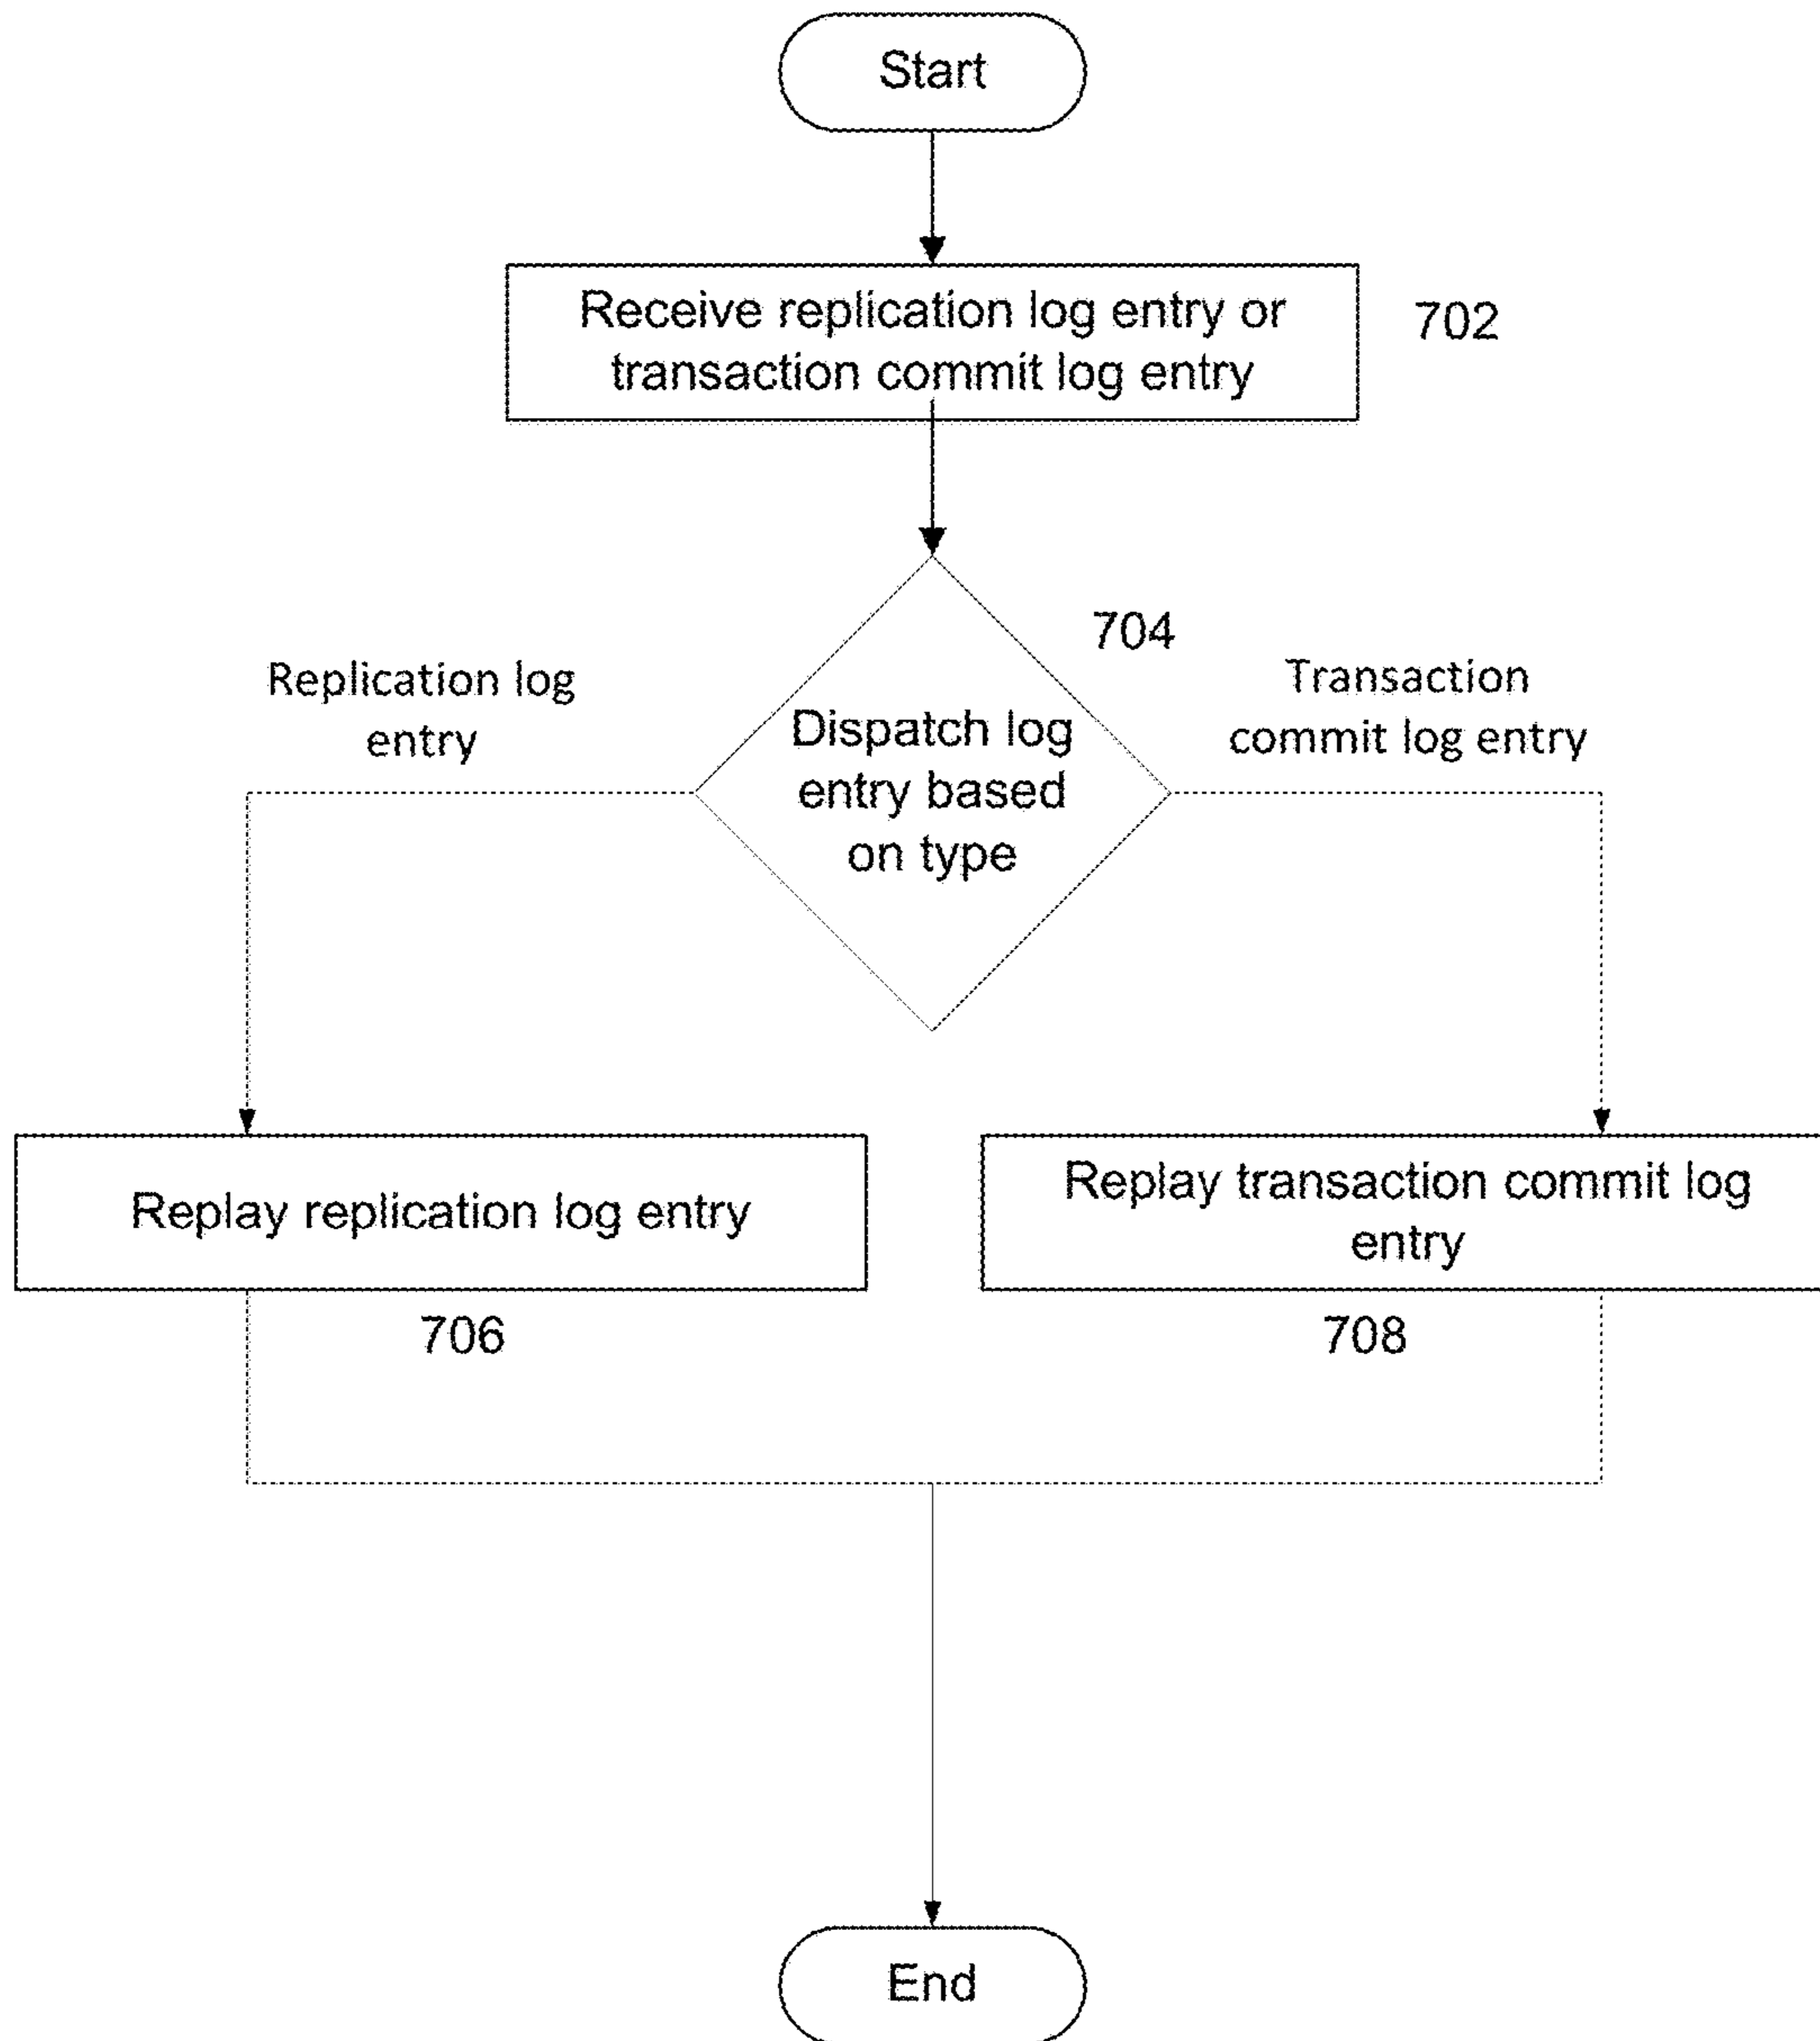 Start
Receive replication log entry or
transaction commit log entry
702
704
Replication log
entry
Transaction
commit log entry
Dispatch log
entry based
on type
Replay replication log entry
706
Replay transaction commit log
entry
708
End